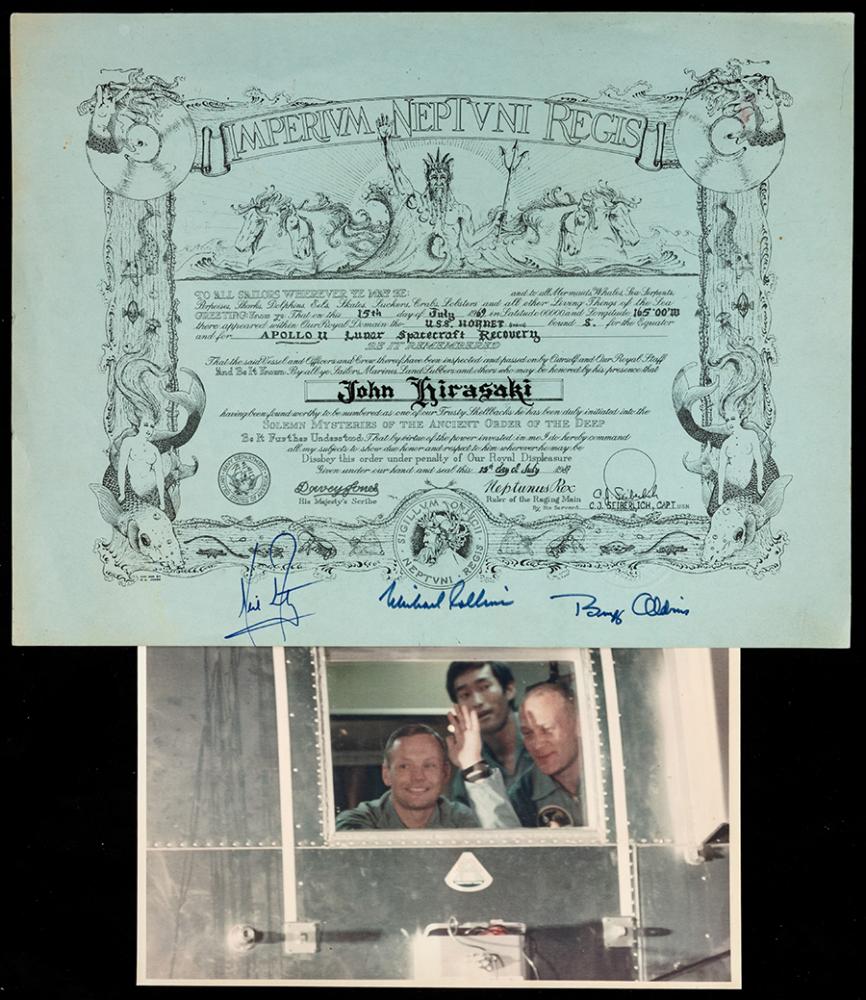 IMPERIVM NEPTVNI REGIS
TO ALL SAILORS WHEREVER YE MAY BE: and to all Mermaids, Whales, Sea Serpents,
Porpoises, Sharks, Dolphins, Eels, Skates, Suckers, Crabs, Lobsters and all other Living Things of the Sea
GREETING: Know ye: That on this 15th day of July 1969 in Latitude 00000 and Longitude 165°00'W
there appeared within Our Royal Domain the U.S.S. HORNET bound S. for the Equator
and for APOLLO 11 Lunar Spacecraft Recovery
BE IT REMEMBERED
That the said Vessel and Officers and Crew thereof have been inspected and passed on by Ourself and Our Royal Staff
And Be It Known: By all ye Sailors, Marines, Land Lubbers and others who may be honored by his presence that
John Hirasaki
having been found worthy to be numbered as one of our Trusty Shellbacks he has been duly initiated into the
SOLEMN MYSTERIES OF THE ANCIENT ORDER OF THE DEEP
Be It Further Understood: That by virtue of the power invested in me I do hereby command
all my subjects to show due honor and respect to him wherever he may be
Disobey this order under penalty of Our Royal Displeasure
Given under our hand and seal this 15th day of July 1969
Davey Jones
His Majesty's Scribe
Neptunus Rex
Ruler of the Raging Main
By His Servant
C.J. Seiberlich
C.J. SEIBERLICH, CAPT. USN
SIGILLVM OFFICII
NEPTVNI REGIS
Neil
Michael Collins
Buzz Aldrin